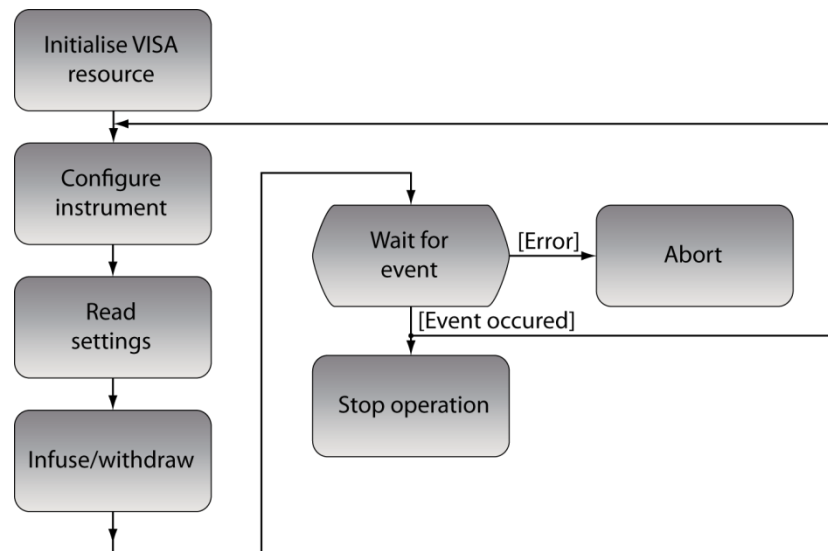 Initialise VISA
resource
Configure
instrument
Read
settings
Infuse/withdraw
Wait for
event
[Error]
Abort
[Event occured]
Stop operation